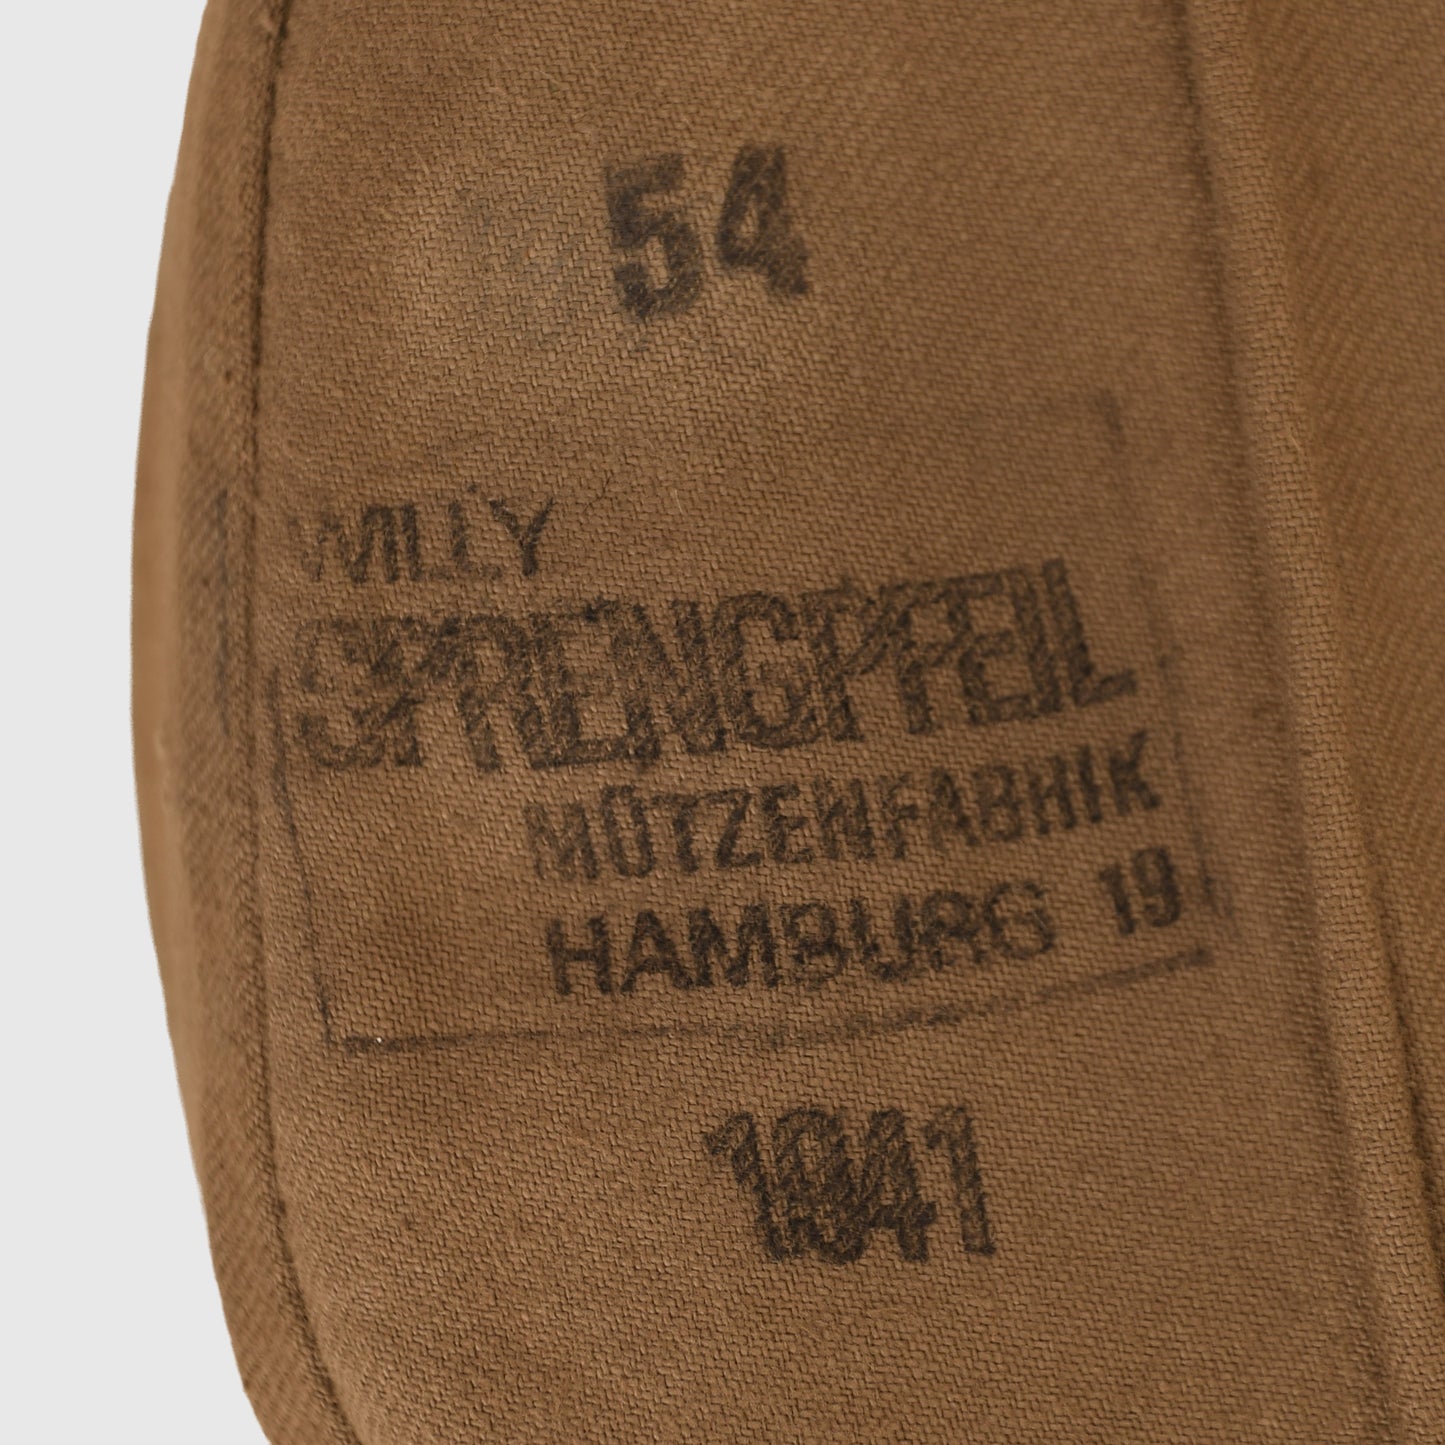 54
WILLY
SPRENGPFEIL
MÜTZENFABRIK
HAMBURG 19
1941